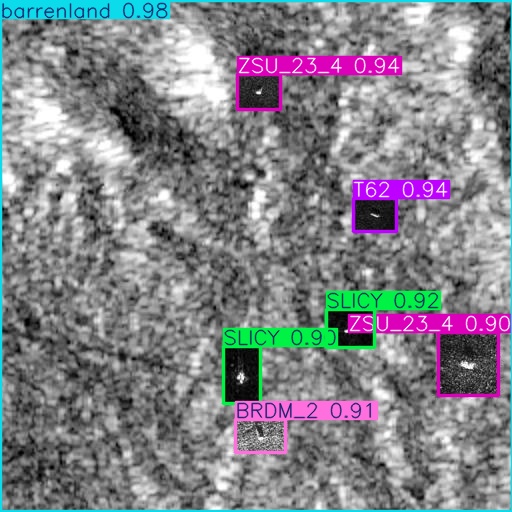 barrenland 0.98
ZSU_23_4 0.94
T62 0.94
SLICY 0.92
ZSU_23_4 0.90
SLICY 0.90
BRDM_2 0.91